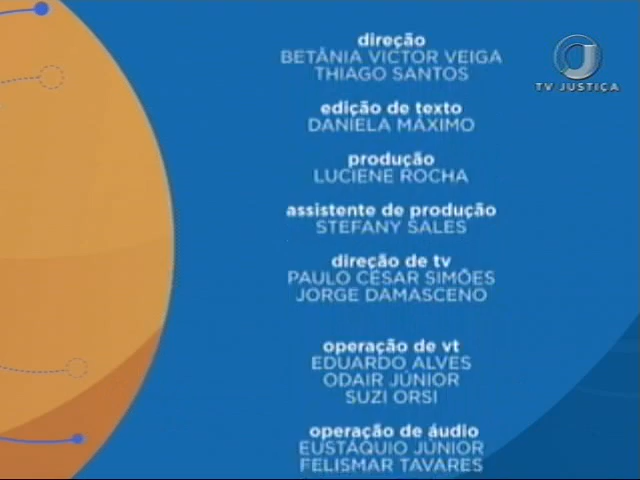 direção
BETÂNIA VICTOR VEIGA
THIAGO SANTOS
edição de texto
DANIELA MÁXIMO
produção
LUCIENE ROCHA
assistente de produção
STEFANY SALES
direção de tv
PAULO CÉSAR SIMÕES
JORGE DAMASCENO
operação de vt
EDUARDO ALVES
ODAIR JÚNIOR
SUZI ORSI
operação de áudio
EUSTÁQUIO JÚNIOR
FELISMAR TAVARES
TV JUSTIÇA